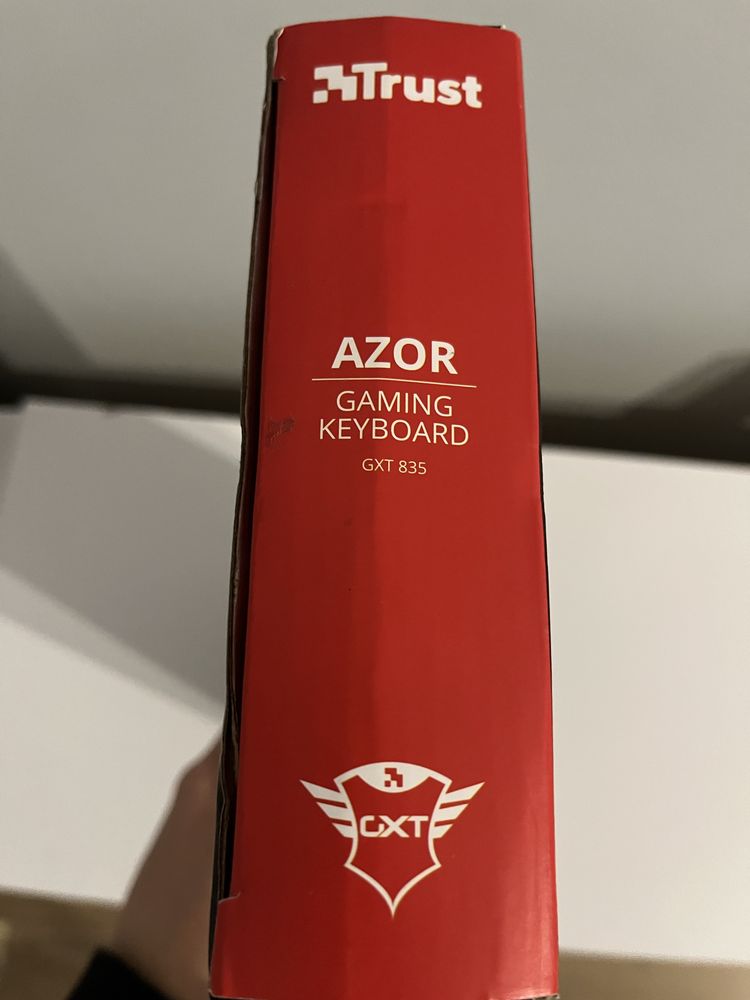 Trust
AZOR
GAMING
KEYBOARD
GXT 835
GXT